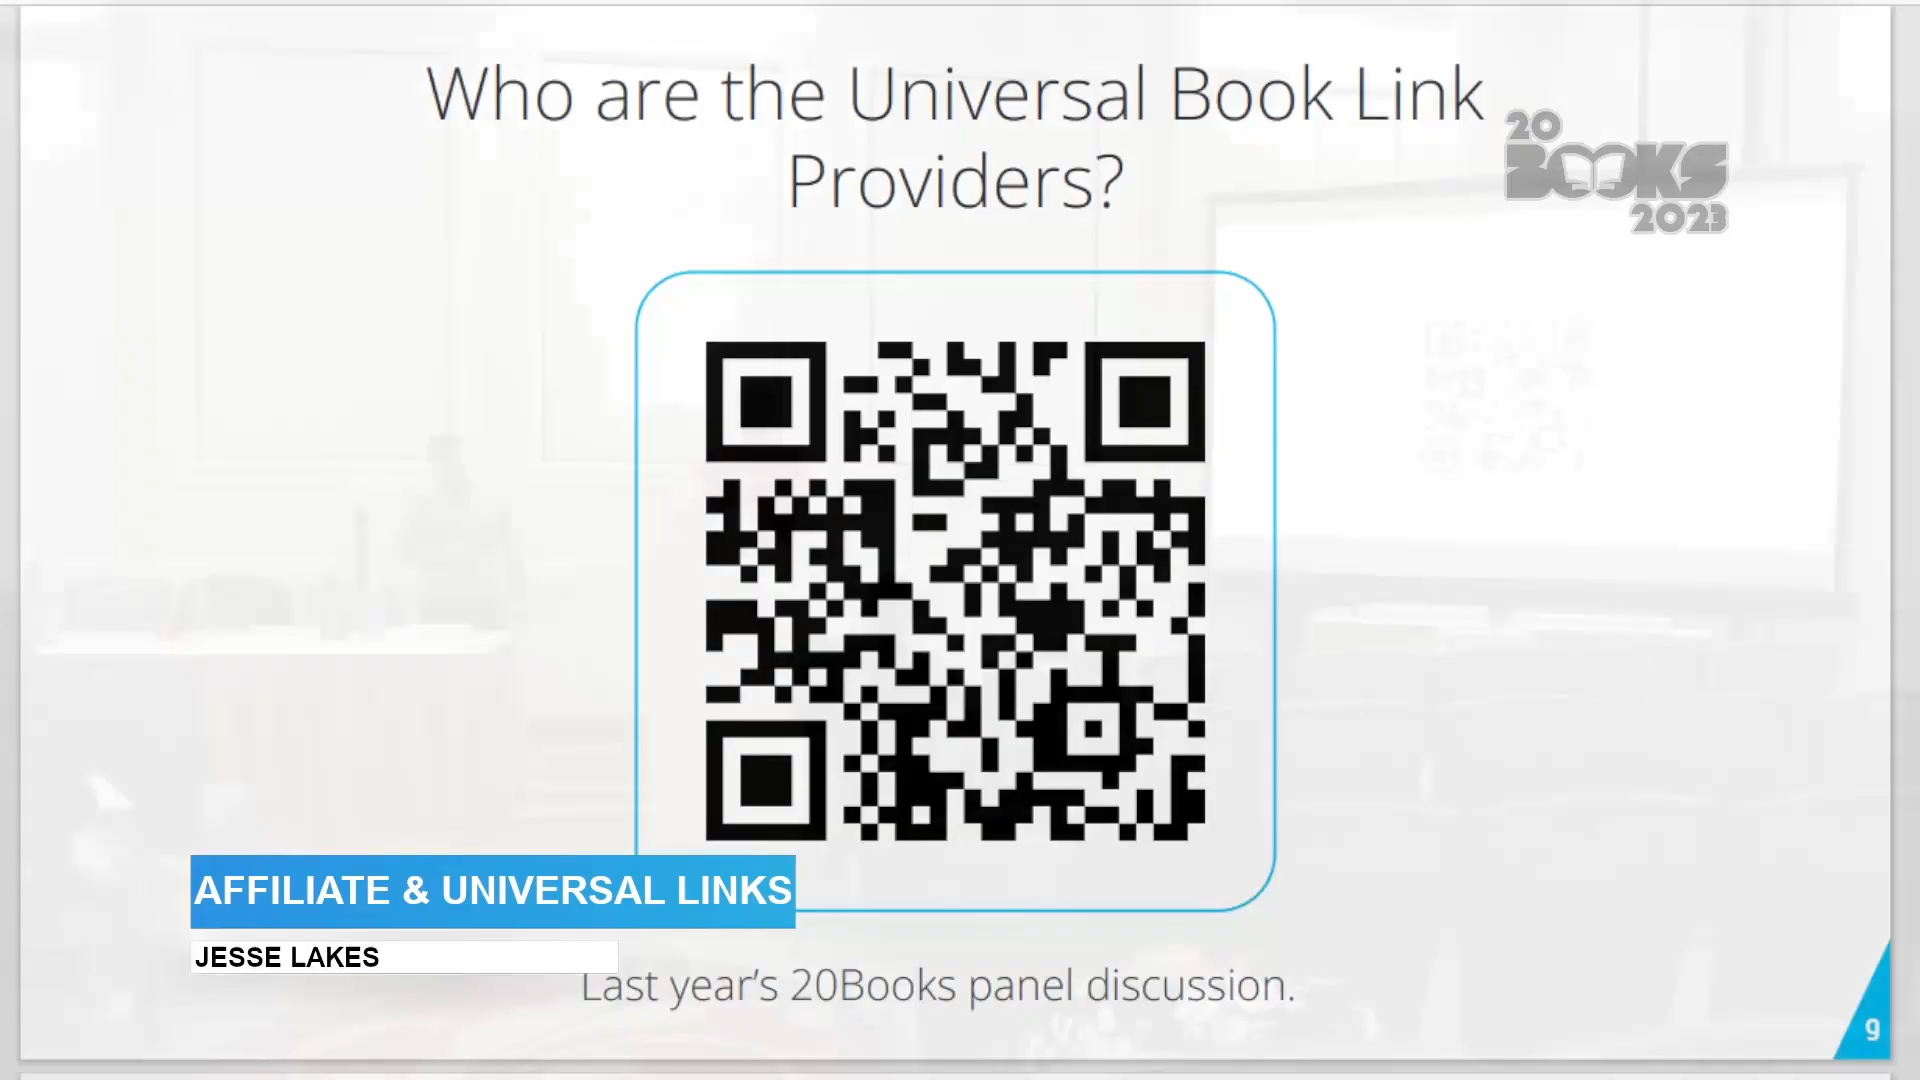 Who are the Universal Book Link
Providers?
20
BOOKS
2023
AFFILIATE & UNIVERSAL LINKS
JESSE LAKES
Last year's 20Books panel discussion.
9